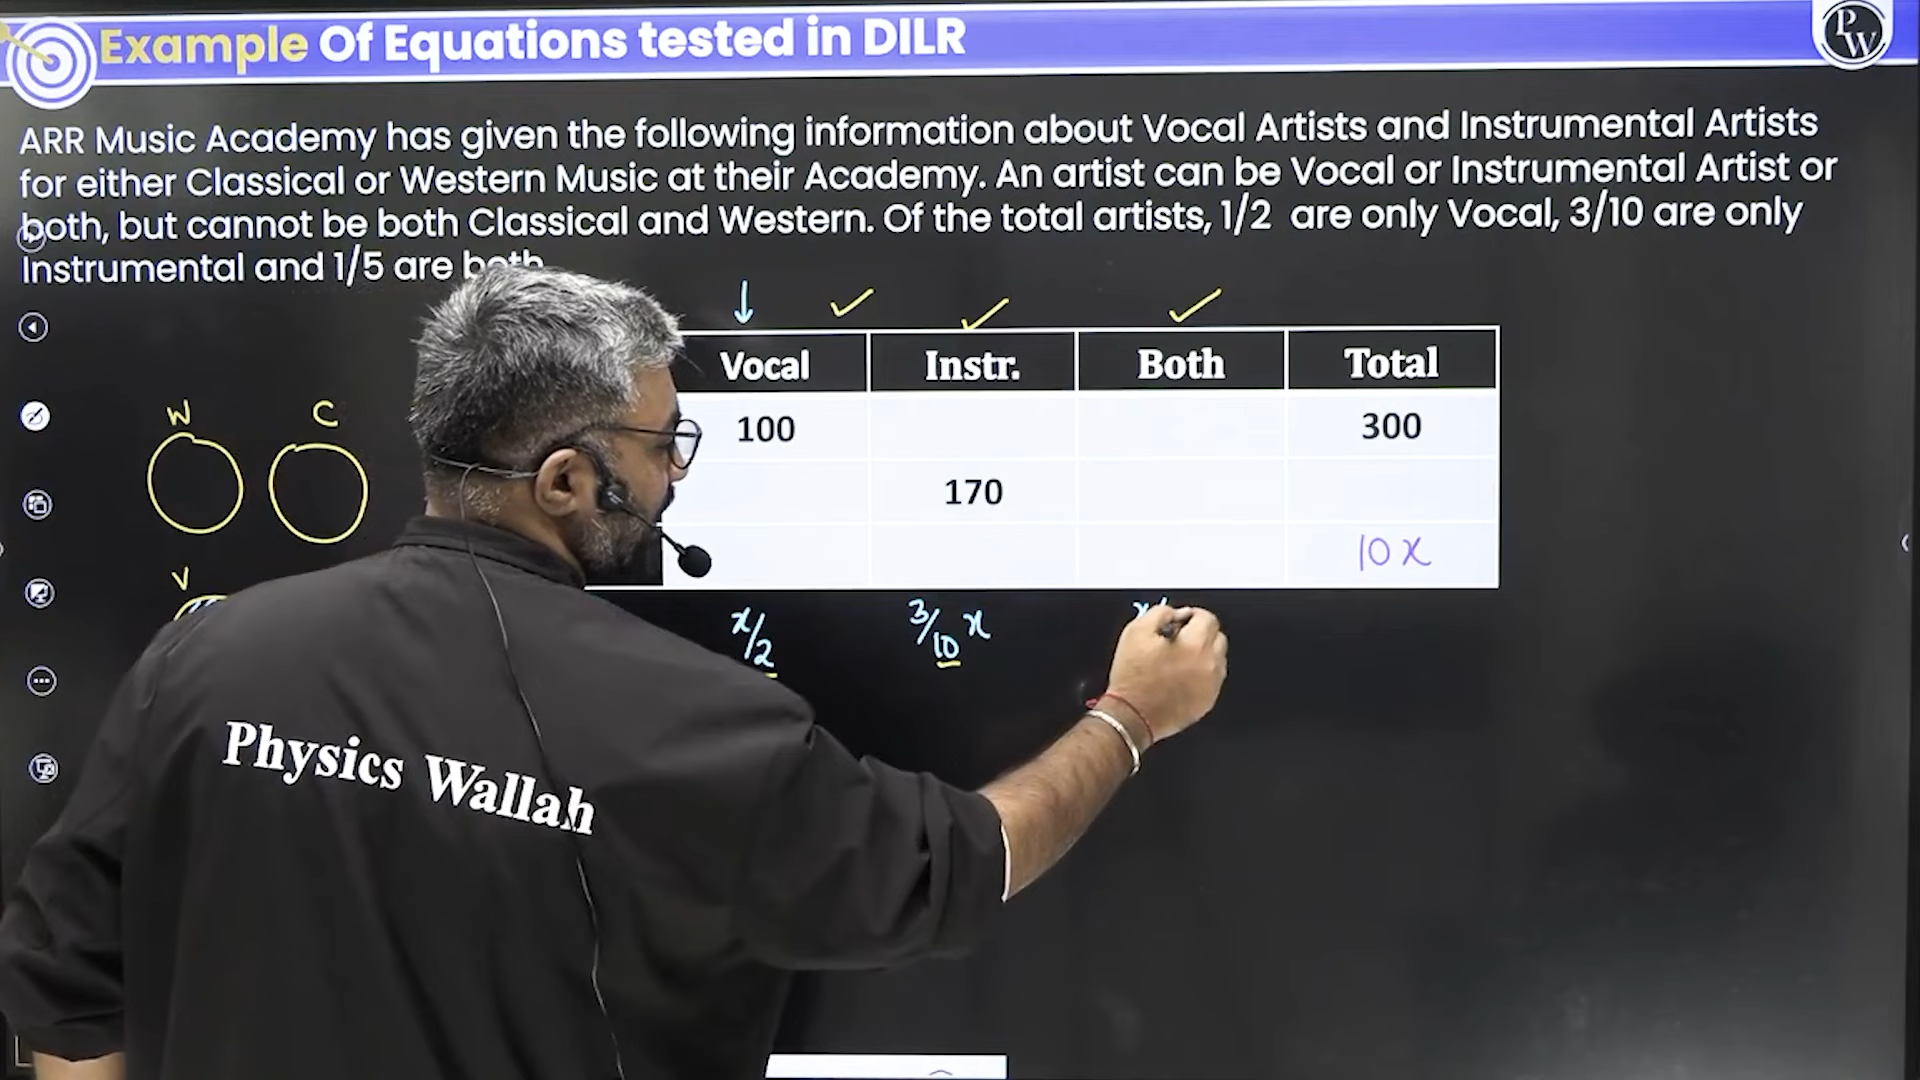 Example Of Equations tested in DILR
PW
ARR Music Academy has given the following information about Vocal Artists and Instrumental Artists
for either Classical or Western Music at their Academy. An artist can be Vocal or Instrumental Artist or
both, but cannot be both Classical and Western. Of the total artists, 1/2 are only Vocal, 3/10 are only
Instrumental and 1/5 are both
Vocal Instr. Both Total
100 300
170
10x
W C
V
x/2 3/10 x
Physics Wallah